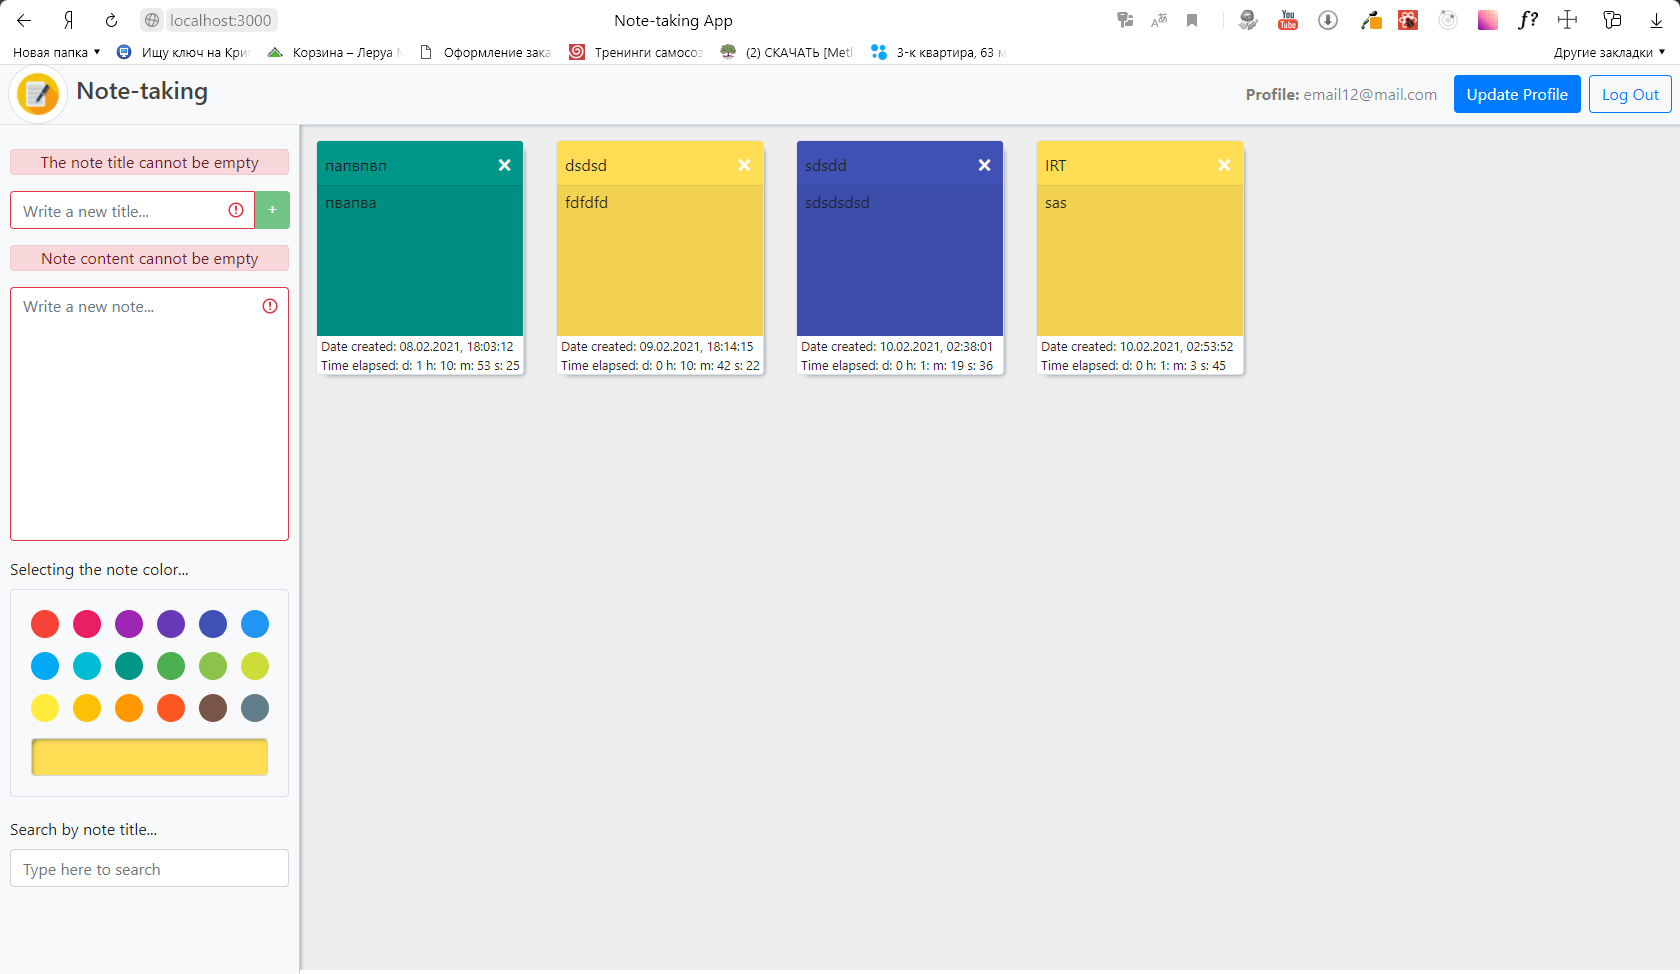 Я
localhost:3000
Note-taking App
You
Tube
f?
Новая папка
Ищу ключ на Кри
Корзина – Леруа
Оформление зака
Тренинги самосоз
(2) СКАЧАТЬ [Metl
3-к квартира, 63 м
Другие закладки
Note-taking
Profile: email12@mail.com
Update Profile
Log Out
The note title cannot be empty
Write a new title...
+
Note content cannot be empty
Write a new note...
Selecting the note color...
Search by note title...
Type here to search
папвпвп
пвапва
Date created: 08.02.2021, 18:03:12
Time elapsed: d: 1 h: 10: m: 53 s: 25
dsdsd
fdfdfd
Date created: 09.02.2021, 18:14:15
Time elapsed: d: 0 h: 10: m: 42 s: 22
sdsdd
sdsdsdsd
Date created: 10.02.2021, 02:38:01
Time elapsed: d: 0 h: 1: m: 19 s: 36
IRT
sas
Date created: 10.02.2021, 02:53:52
Time elapsed: d: 0 h: 1: m: 3 s: 45